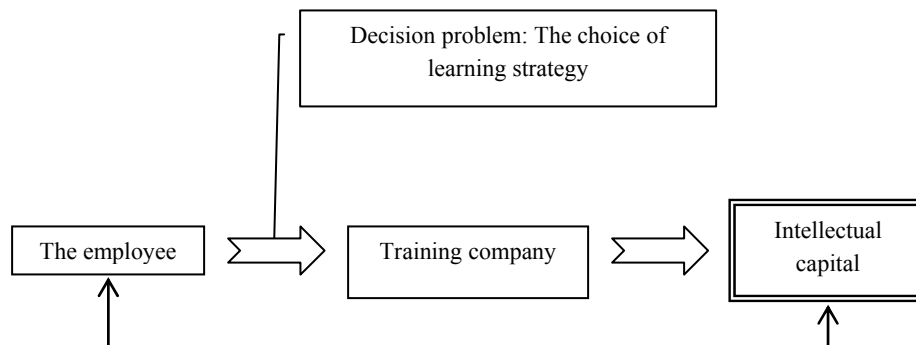 Decision problem: The choice of
learning strategy
The employee
Training company
Intellectual
capital